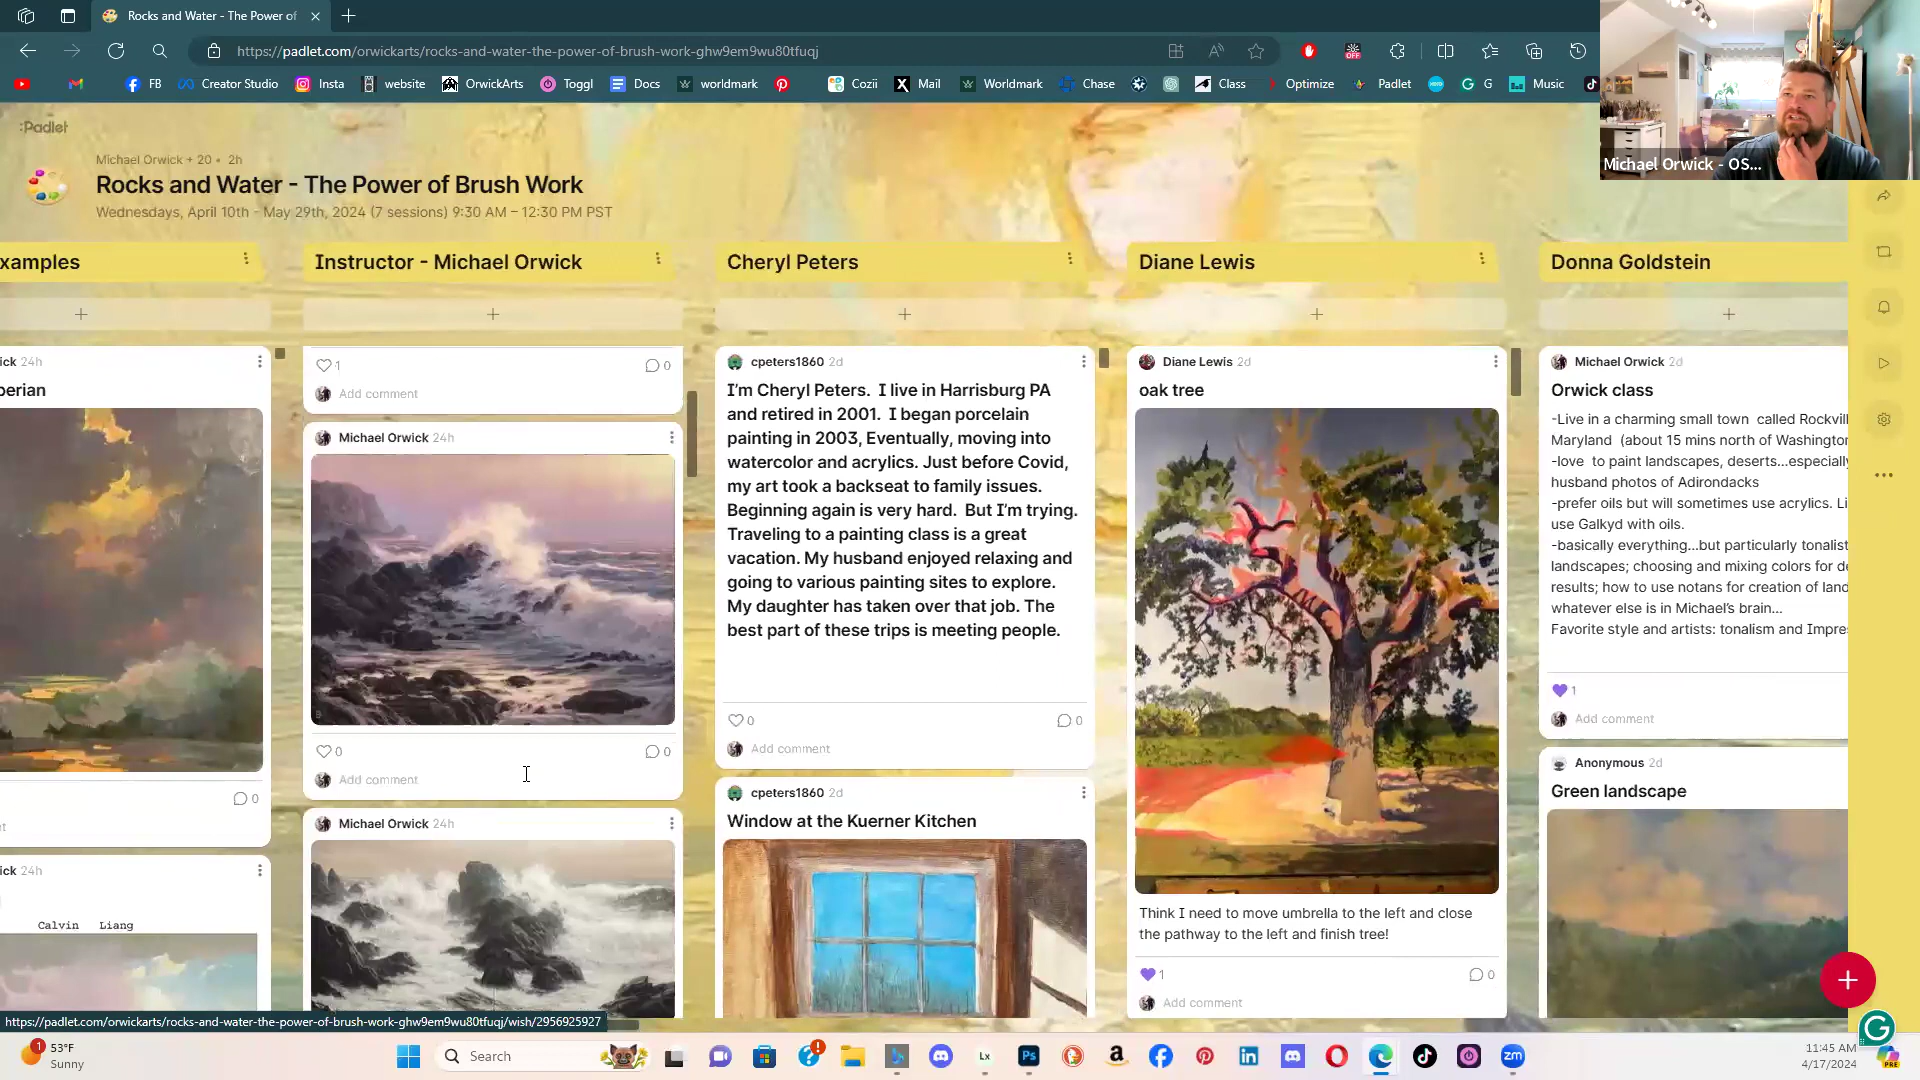 Rocks and Water - The Power of
https://padlet.com/orwickarts/rocks-and-water-the-power-of-brush-work-ghw9em9wu80tfuqj
OFF
FB
Creator Studio
Insta
website
OrwickArts
Toggl
Docs
worldmark
Cozii
Mail
Worldmark
Chase
Class
Optimize
Padlet
G
Music
Michael Orwick - OS...
:Padlet
Michael Orwick + 20 • 2h
Rocks and Water - The Power of Brush Work
Wednesdays, April 10th - May 29th, 2024 (7 sessions) 9:30 AM – 12:30 PM PST
xamples
Instructor - Michael Orwick
Cheryl Peters
Diane Lewis
Donna Goldstein
ick 24h
perian
0
ick 24h
Calvin Liang
1
0
Add comment
Michael Orwick 24h
0
0
Add comment
Michael Orwick 24h
cpeters1860 2d
I'm Cheryl Peters. I live in Harrisburg PA
and retired in 2001. I began porcelain
painting in 2003, Eventually, moving into
watercolor and acrylics. Just before Covid,
my art took a backseat to family issues.
Beginning again is very hard. But I'm trying.
Traveling to a painting class is a great
vacation. My husband enjoyed relaxing and
going to various painting sites to explore.
My daughter has taken over that job. The
best part of these trips is meeting people.
0
0
Add comment
cpeters1860 2d
Window at the Kuerner Kitchen
Diane Lewis 2d
oak tree
Think I need to move umbrella to the left and close
the pathway to the left and finish tree!
1
0
Add comment
Michael Orwick 2d
Orwick class
-Live in a charming small town called Rockvill
Maryland (about 15 mins north of Washington
-love to paint landscapes, deserts...especially
husband photos of Adirondacks
-prefer oils but will sometimes use acrylics. Li
use Galkyd with oils.
-basically everything...but particularly tonalist
landscapes; choosing and mixing colors for de
results; how to use notans for creation of land
whatever else is in Michael's brain...
Favorite style and artists: tonalism and Impre
1
Add comment
Anonymous 2d
Green landscape
https://padlet.com/orwickarts/rocks-and-water-the-power-of-brush-work-ghw9em9wu80tfuqj/wish/2956925927
1
53°F
Sunny
Search
Lx
Ps
zm
11:45 AM
4/17/2024
PRE